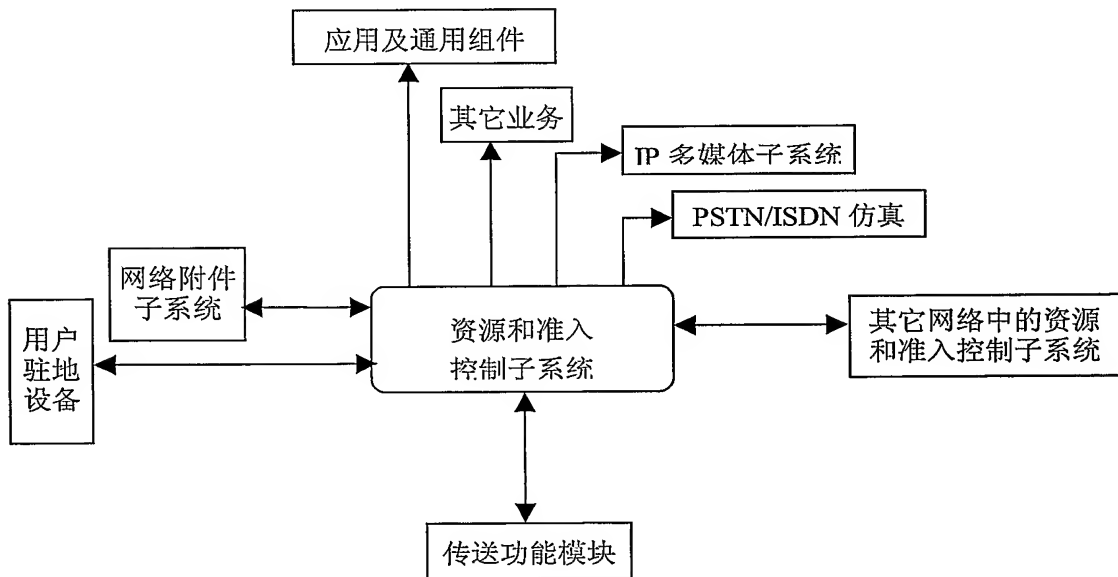 应用及通用组件
其它业务
IP 多媒体子系统
PSTN/ISDN 仿真
网络附件
子系统
用户
驻地
设备
资源和准入
控制子系统
其它网络中的资源
和准入控制子系统
传送功能模块